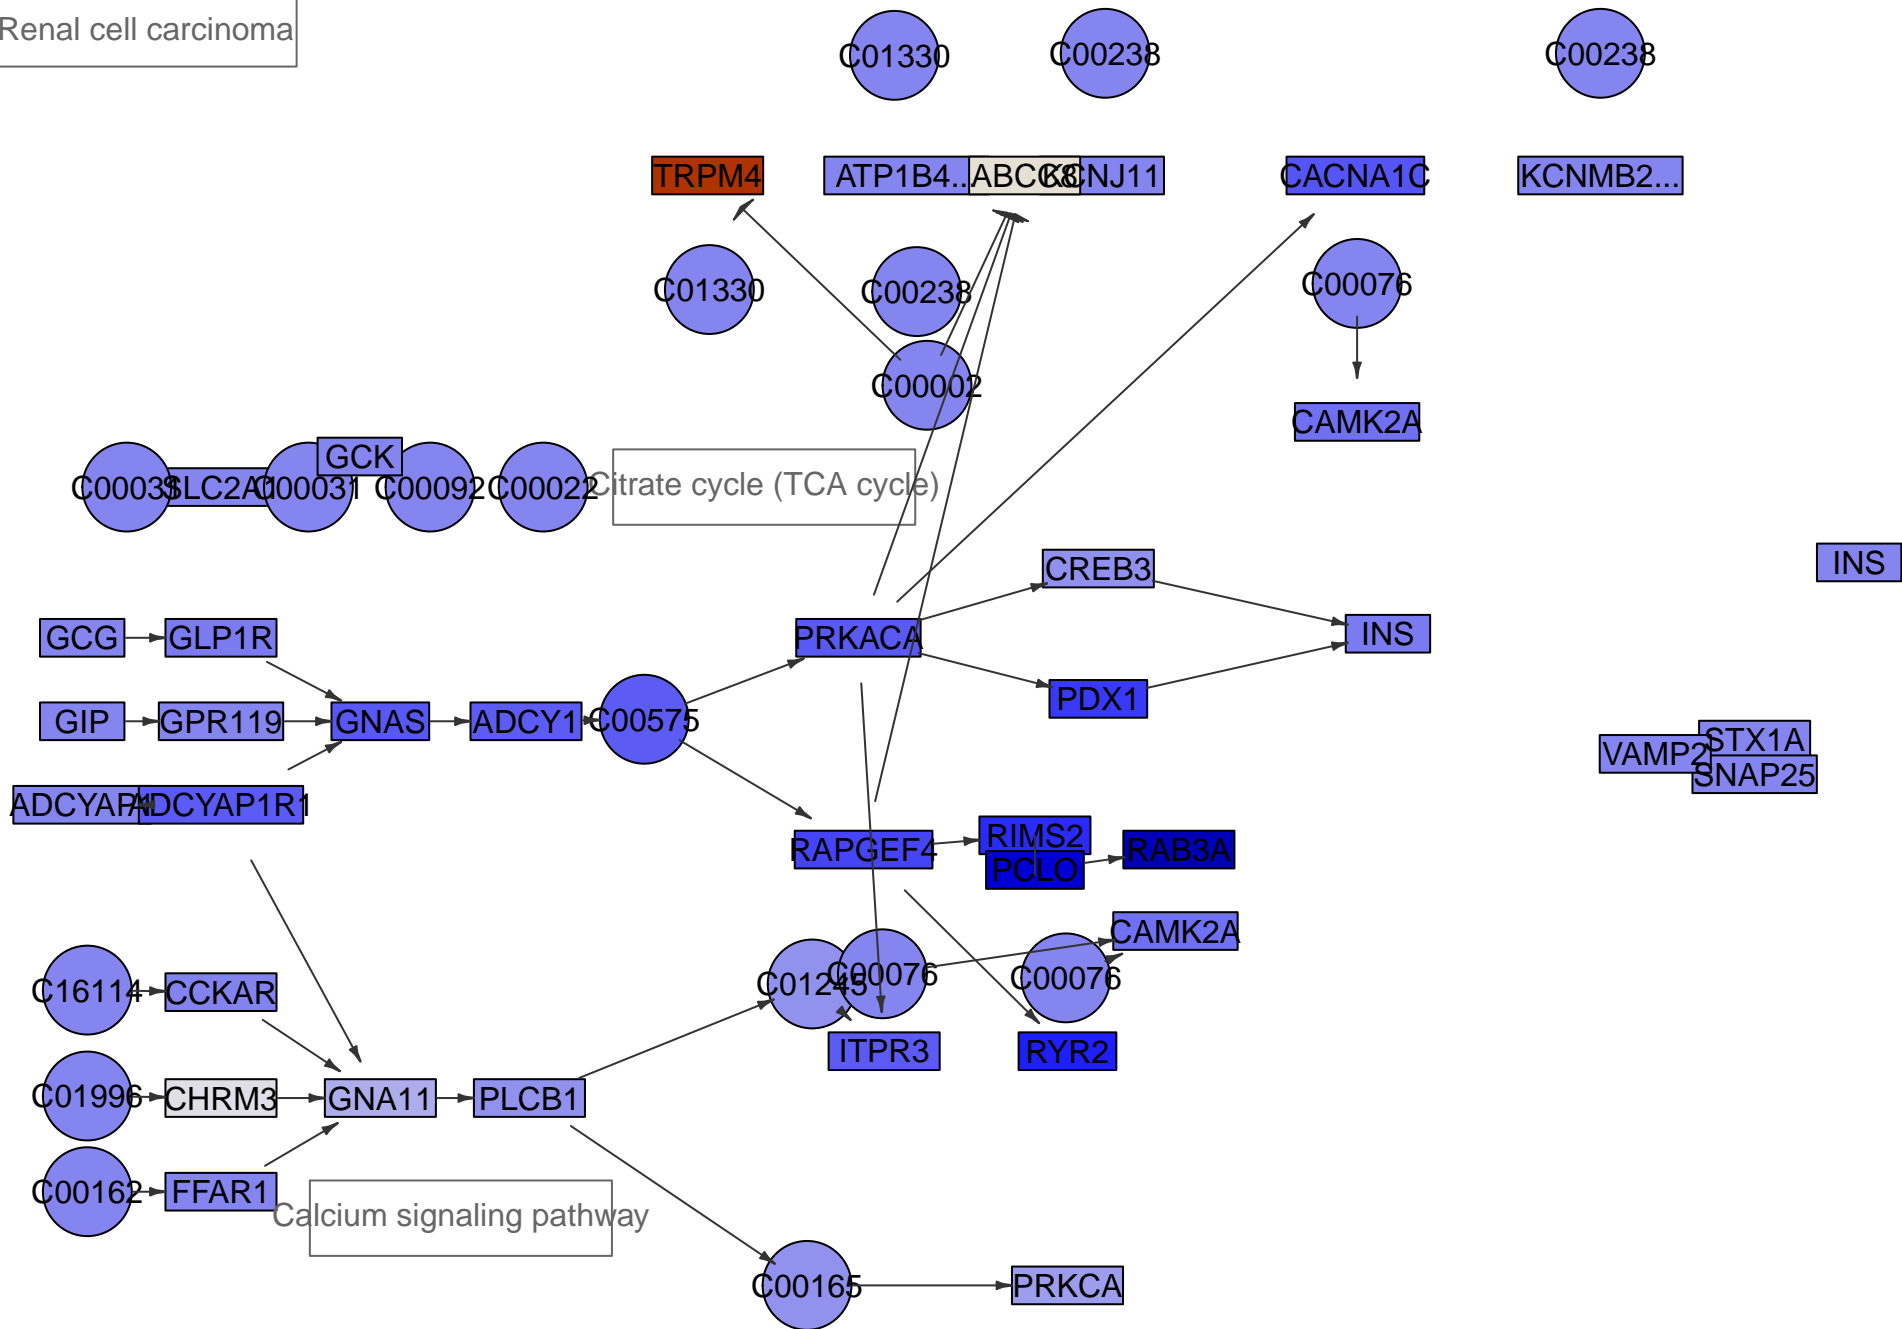 Renal cell carcinoma
C01330
C00238
C00238
TRPM4
ATP1B4...
ABCC8
KCNJ11
CACNA1C
KCNMB2...
C01330
C00238
C00076
C00002
CAMK2A
C00031
SLC2A1
C00031
GCK
C00092
C00022
Citrate cycle (TCA cycle)
CREB3
INS
GCG
GLP1R
PRKACA
INS
GIP
GPR119
GNAS
ADCY1
C00575
PDX1
STX1A
VAMP2
SNAP25
ADCYAP1
ADCYAP1R1
RAPGEF4
RIMS2
PCLO
RAB3A
CAMK2A
C16114
CCKAR
C01245
C00076
C00076
ITPR3
RYR2
C01996
CHRM3
GNA11
PLCB1
C00162
FFAR1
Calcium signaling pathway
C00165
PRKCA